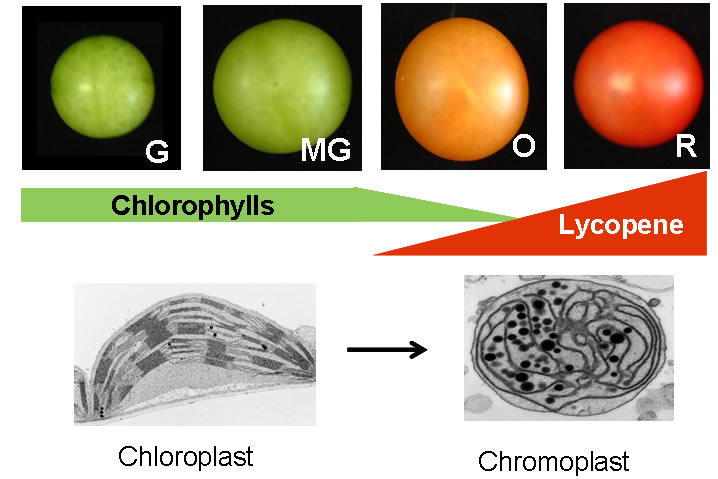 G
MG
O
R
Chlorophylls
Lycopene
Chloroplast
Chromoplast